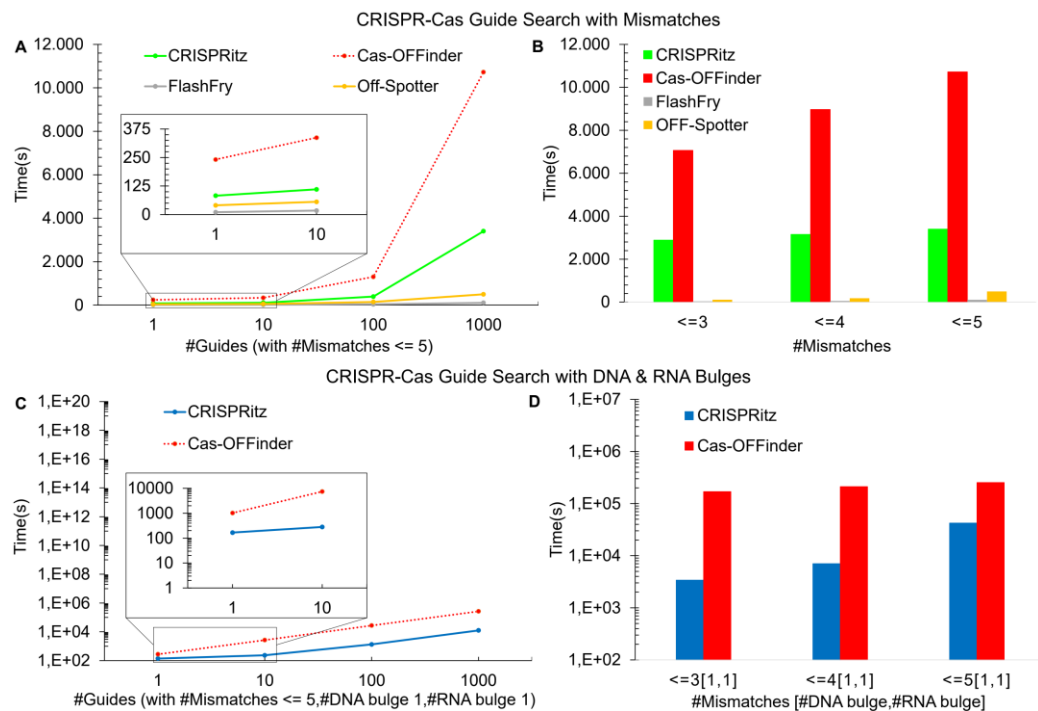 CRISPR-Cas Guide Search with Mismatches
A
12.000
10.000
8.000
6.000
4.000
2.000
0
Time(s)
CRISPRitz
Cas-OFFinder
FlashFry
Off-Spotter
375
250
125
0
1
10
1
10
100
1000
#Guides (with #Mismatches <= 5)
B
12.000
10.000
8.000
6.000
4.000
2.000
0
Time(s)
CRISPRitz
Cas-OFFinder
FlashFry
OFF-Spotter
<=3
<=4
<=5
#Mismatches
CRISPR-Cas Guide Search with DNA & RNA Bulges
C
1,E+20
1,E+18
1,E+16
1,E+14
1,E+12
1,E+10
1,E+08
1,E+06
1,E+04
1,E+02
Time(s)
CRISPRitz
Cas-OFFinder
10000
1000
100
10
1
1
10
1
10
100
1000
#Guides (with #Mismatches <= 5,#DNA bulge 1,#RNA bulge 1)
D
1,E+07
1,E+06
1,E+05
1,E+04
1,E+03
1,E+02
Time(s)
CRISPRitz
Cas-OFFinder
<=3[1,1]
<=4[1,1]
<=5[1,1]
#Mismatches [#DNA bulge,#RNA bulge]